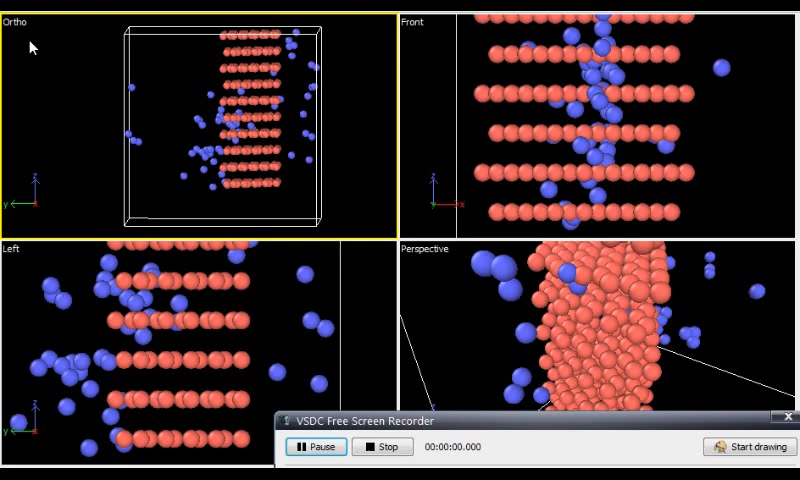 Ortho
Front
z
y
x
z
y
x
Left
Perspective
z
y
z
VSDC Free Screen Recorder
Pause
Stop
00:00:00.000
Start drawing